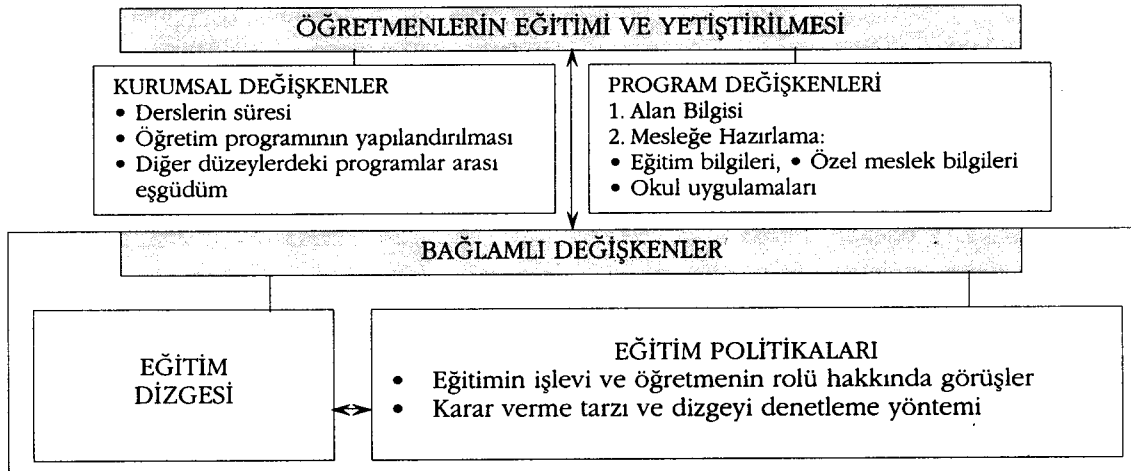 ÖĞRETMENLERİN EĞİTİMİ VE YETİŞTİRİLMESİ
KURUMSAL DEĞİŞKENLER
• Derslerin süresi
• Öğretim programının yapılandırılması
• Diğer düzeylerdeki programlar arası
eşgüdüm
PROGRAM DEĞİŞKENLERİ
1. Alan Bilgisi
2. Mesleğe Hazırlama:
• Eğitim bilgileri, • Özel meslek bilgileri
• Okul uygulamaları
BAĞLAMLI DEĞİŞKENLER
EĞİTİM
DİZGESİ
EĞİTİM POLİTİKALARI
• Eğitimin işlevi ve öğretmenin rolü hakkında görüşler
• Karar verme tarzı ve dizgeyi denetleme yöntemi